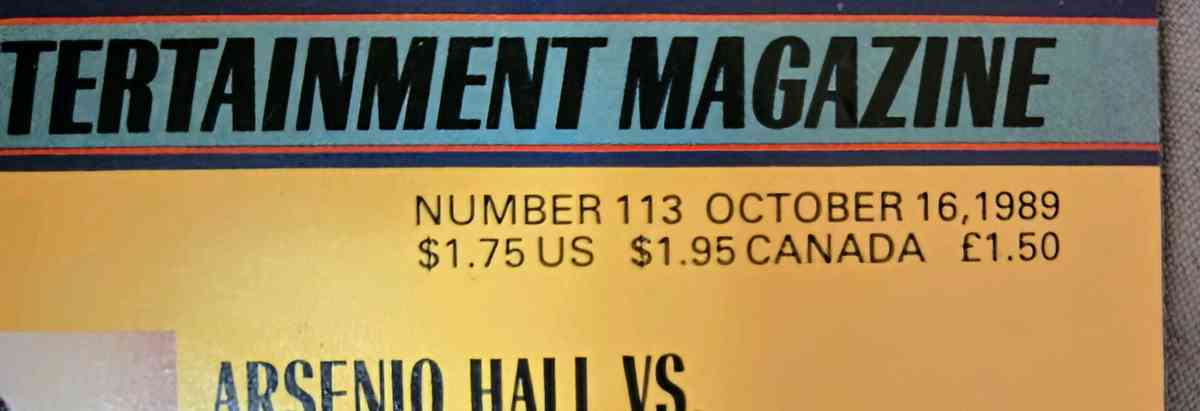 TERTAINMENT MAGAZINE
NUMBER 113 OCTOBER 16,1989
$1.75 US $1.95 CANADA £1.50
ARSENIO HALL VS.